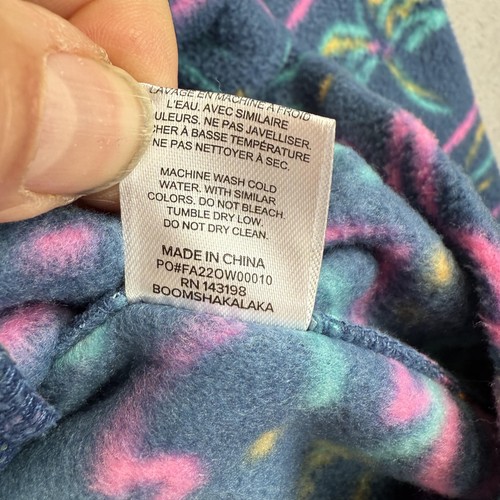 LAVAGE EN MACHINE À FROID
L'EAU. AVEC SIMILAIRE
ULEURS. NE PAS JAVELLISER.
CHER À BASSE TEMPÉRATURE
NE PAS NETTOYER À SEC.
MACHINE WASH COLD
WATER. WITH SIMILAR
COLORS. DO NOT BLEACH.
TUMBLE DRY LOW.
DO NOT DRY CLEAN.
MADE IN CHINA
PO#FA22OW00010
RN 143198
BOOMSHAKALAKA